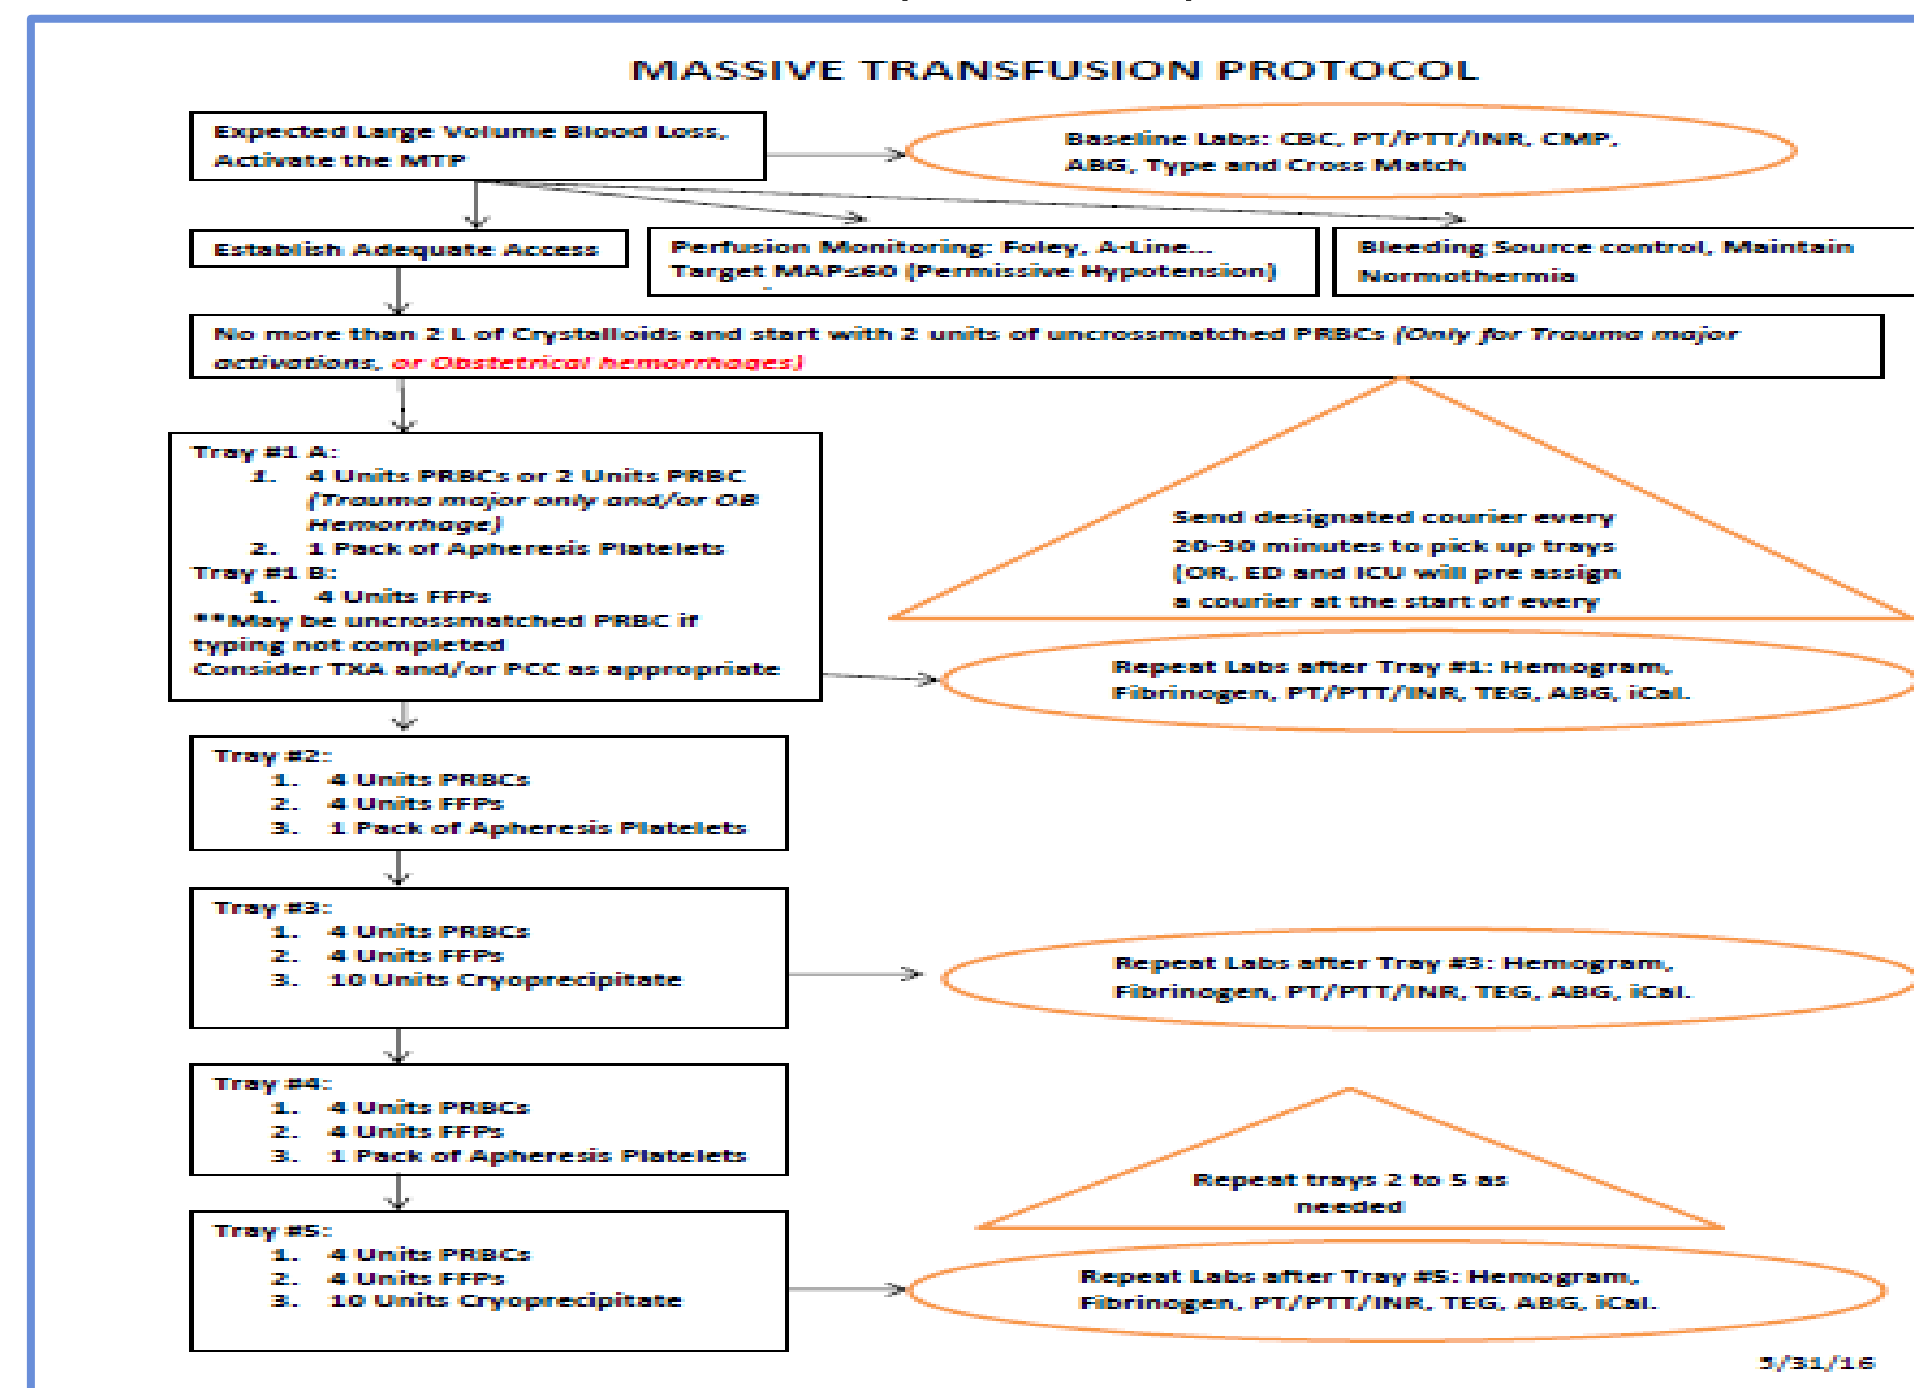 MASSIVE TRANSFUSION PROTOCOL
Expected Large Volume Blood Loss,
Activate the MTP
Baseline Labs: CBC, PT/PTT/INR, CMP,
ABG, Type and Cross Match
Establish Adequate Access
Perfusion Monitoring: Foley, A-Line...
Target MAP≤60 (Permissive Hypotension)
Bleeding Source control, Maintain
Normothermia
No more than 2 L of Crystalloids and start with 2 units of uncrossmatched PRBCs (Only for Trauma major
activations, or Obstetrical hemorrhages)
Tray #1 A:
1. 4 Units PRBCs or 2 Units PRBC
(Trauma major only and/or OB
Hemorrhage)
2. 1 Pack of Apheresis Platelets
Tray #1 B:
1. 4 Units FFPs
**May be uncrossmatched PRBC if
typing not completed
Consider TXA and/or PCC as appropriate
Send designated courier every
20-30 minutes to pick up trays
(OR, ED and ICU will pre assign
a courier at the start of every
Repeat Labs after Tray #1: Hemogram,
Fibrinogen, PT/PTT/INR, TEG, ABG, iCal.
Tray #2:
1. 4 Units PRBCs
2. 4 Units FFPs
3. 1 Pack of Apheresis Platelets
Tray #3:
1. 4 Units PRBCs
2. 4 Units FFPs
3. 10 Units Cryoprecipitate
Repeat Labs after Tray #3: Hemogram,
Fibrinogen, PT/PTT/INR, TEG, ABG, iCal.
Tray #4:
1. 4 Units PRBCs
2. 4 Units FFPs
3. 1 Pack of Apheresis Platelets
Repeat trays 2 to 5 as
needed
Tray #5:
1. 4 Units PRBCs
2. 4 Units FFPs
3. 10 Units Cryoprecipitate
Repeat Labs after Tray #5: Hemogram,
Fibrinogen, PT/PTT/INR, TEG, ABG, iCal.
5/31/16